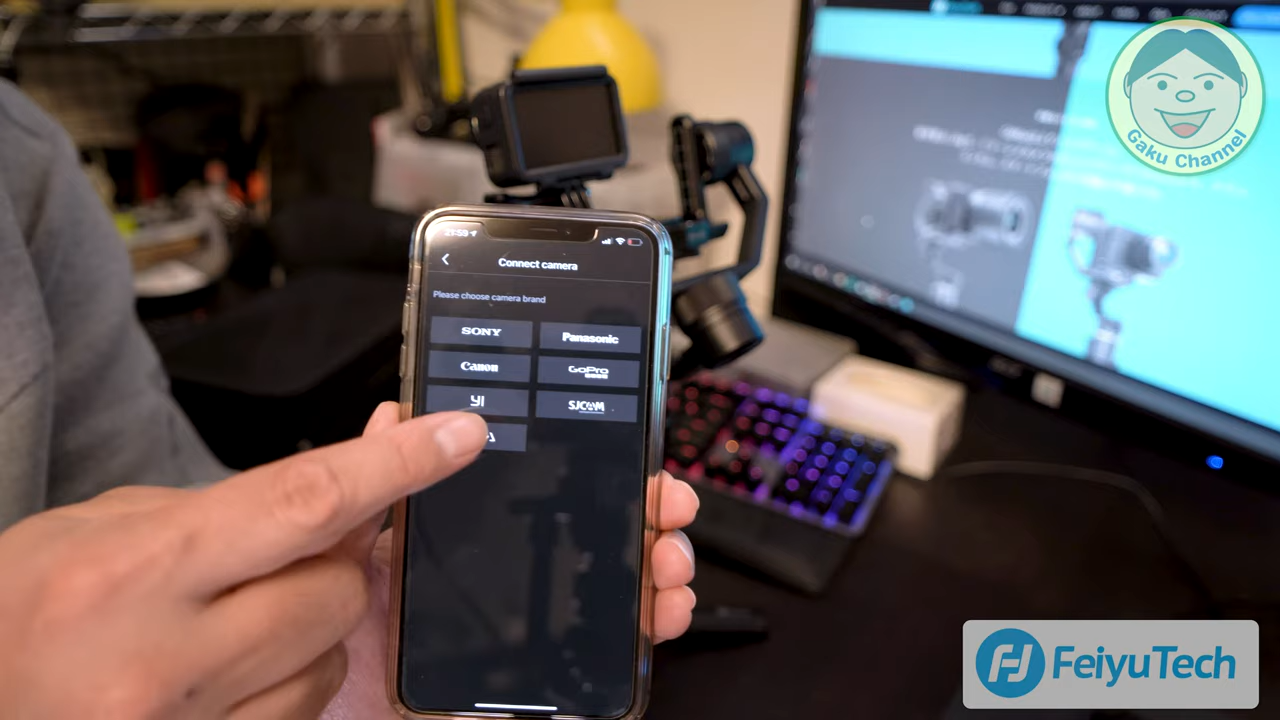 Gaku Channel
Connect camera
Please choose camera brand
SONY
Panasonic
Canon
GoPro
YI
SJCAM
FeiyuTech